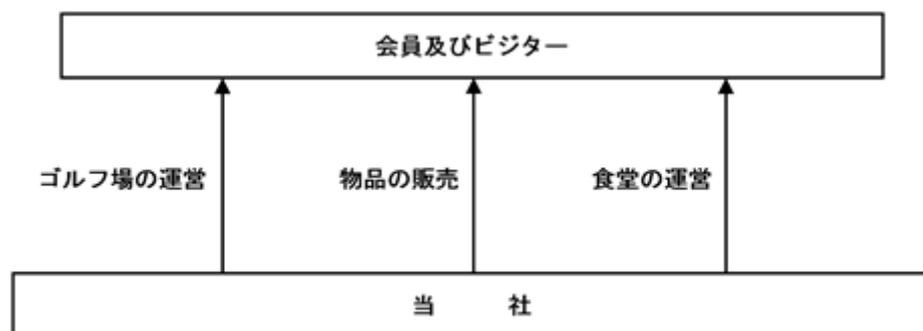 会員及びビジター
ゴルフ場の運営
物品の販売
食堂の運営
当　　社